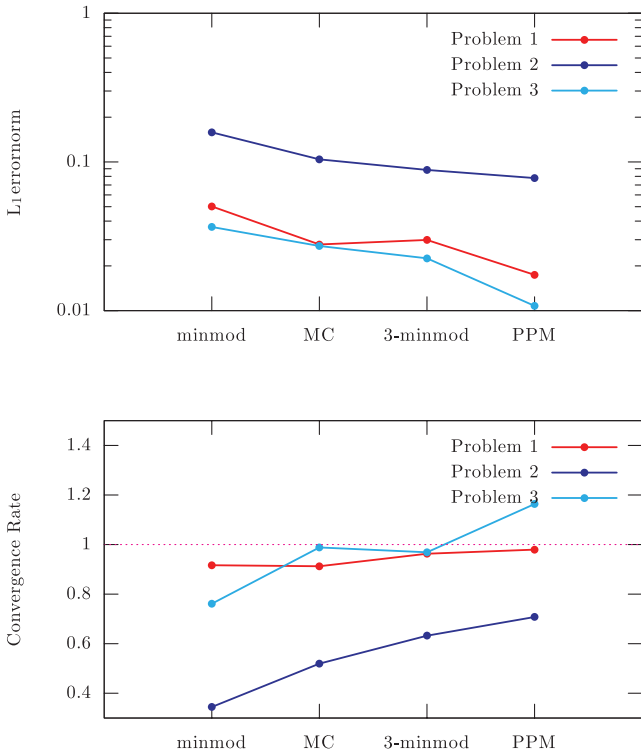 1
Problem 1
Problem 2
Problem 3
0.1
L1errornorm
0.01
minmod MC 3-minmod PPM
1.4
Problem 1
Problem 2
Problem 3
1.2
1
Convergence Rate
0.8
0.6
0.4
minmod MC 3-minmod PPM